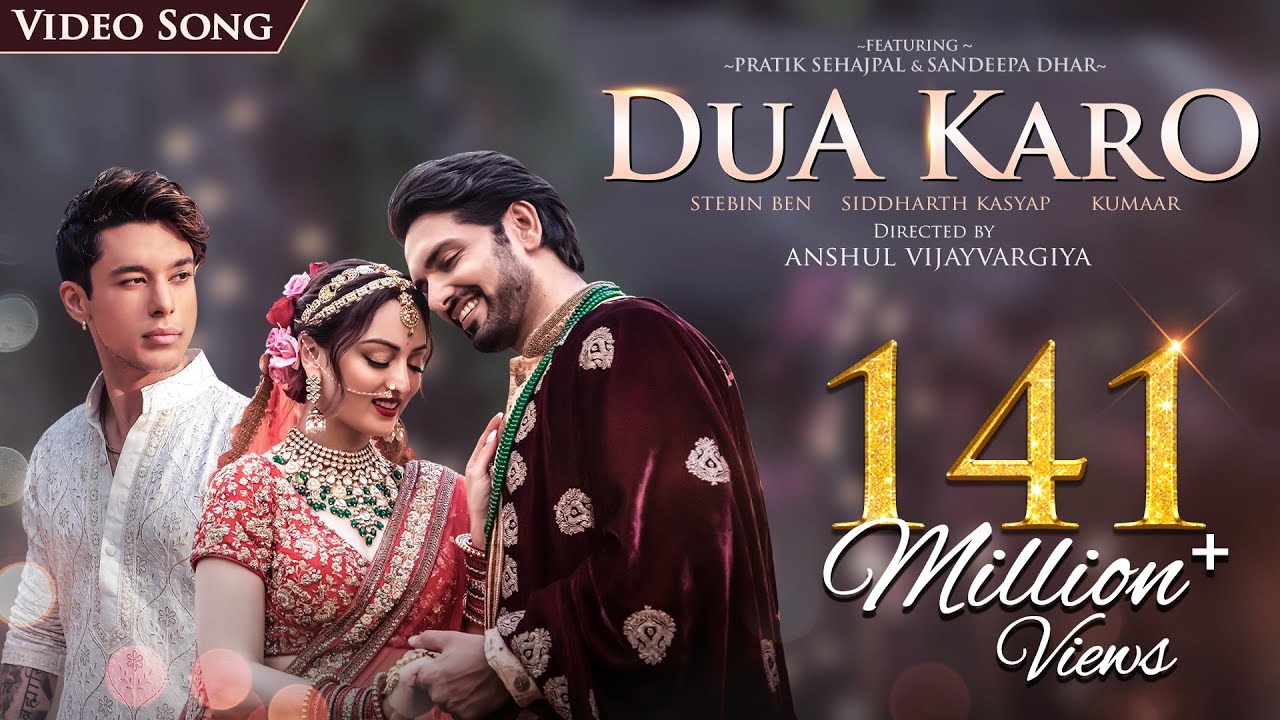 VIDEO SONG
~FEATURING~
~PRATIK SEHAJPAL & SANDEEPA DHAR~
DUA KARO
STEBIN BEN SIDDHARTH KASYAP KUMAAR
DIRECTED BY
ANSHUL VIJAYVARGIYA
141
Million+
Views